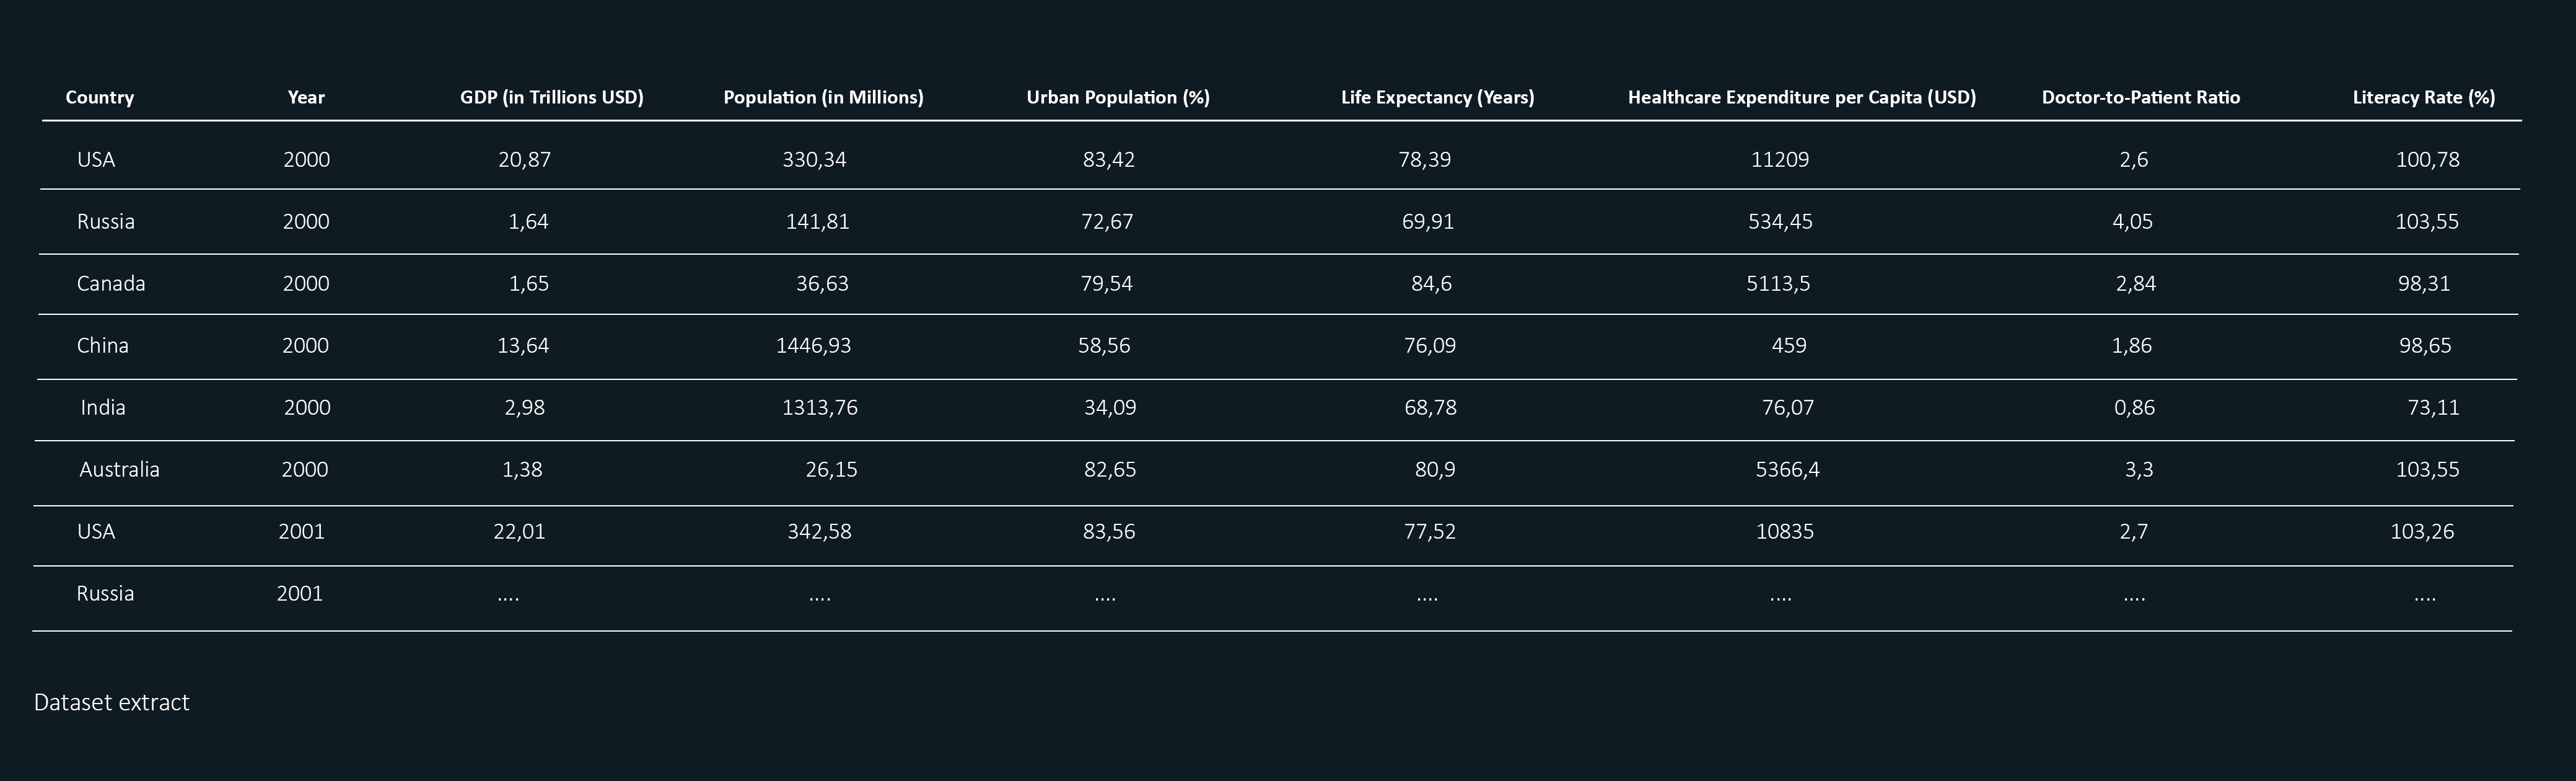 Country Year GDP (in Trillions USD) Population (in Millions) Urban Population (%) Life Expectancy (Years) Healthcare Expenditure per Capita (USD) Doctor-to-Patient Ratio Literacy Rate (%)
USA 2000 20,87 330,34 83,42 78,39 11209 2,6 100,78
Russia 2000 1,64 141,81 72,67 69,91 534,45 4,05 103,55
Canada 2000 1,65 36,63 79,54 84,6 5113,5 2,84 98,31
China 2000 13,64 1446,93 58,56 76,09 459 1,86 98,65
India 2000 2,98 1313,76 34,09 68,78 76,07 0,86 73,11
Australia 2000 1,38 26,15 82,65 80,9 5366,4 3,3 103,55
USA 2001 22,01 342,58 83,56 77,52 10835 2,7 103,26
Russia 2001 .... .... .... .... .... .... ....
Dataset extract